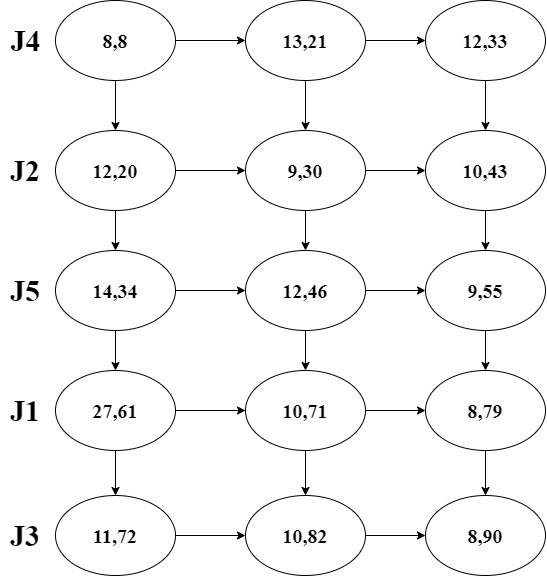 J4 8,8 13,21 12,33
J2 12,20 9,30 10,43
J5 14,34 12,46 9,55
J1 27,61 10,71 8,79
J3 11,72 10,82 8,90